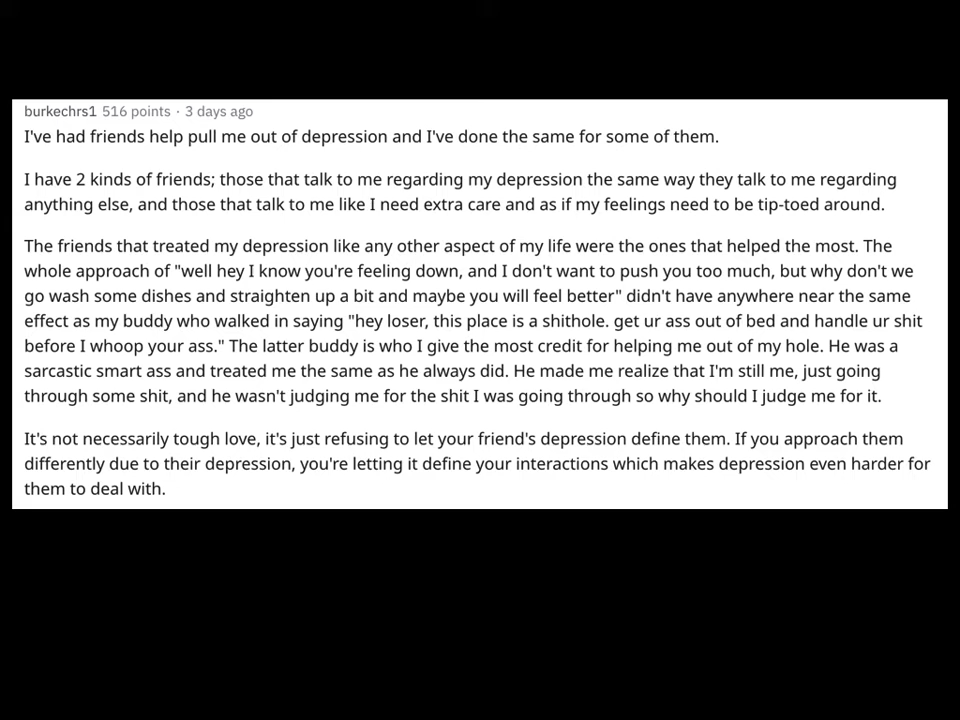 burkechrs1 516 points · 3 days ago
I've had friends help pull me out of depression and I've done the same for some of them.
I have 2 kinds of friends; those that talk to me regarding my depression the same way they talk to me regarding
anything else, and those that talk to me like I need extra care and as if my feelings need to be tip-toed around.
The friends that treated my depression like any other aspect of my life were the ones that helped the most. The
whole approach of "well hey I know you're feeling down, and I don't want to push you too much, but why don't we
go wash some dishes and straighten up a bit and maybe you will feel better" didn't have anywhere near the same
effect as my buddy who walked in saying "hey loser, this place is a shithole. get ur ass out of bed and handle ur shit
before I whoop your ass." The latter buddy is who I give the most credit for helping me out of my hole. He was a
sarcastic smart ass and treated me the same as he always did. He made me realize that I'm still me, just going
through some shit, and he wasn't judging me for the shit I was going through so why should I judge me for it.
It's not necessarily tough love, it's just refusing to let your friend's depression define them. If you approach them
differently due to their depression, you're letting it define your interactions which makes depression even harder for
them to deal with.